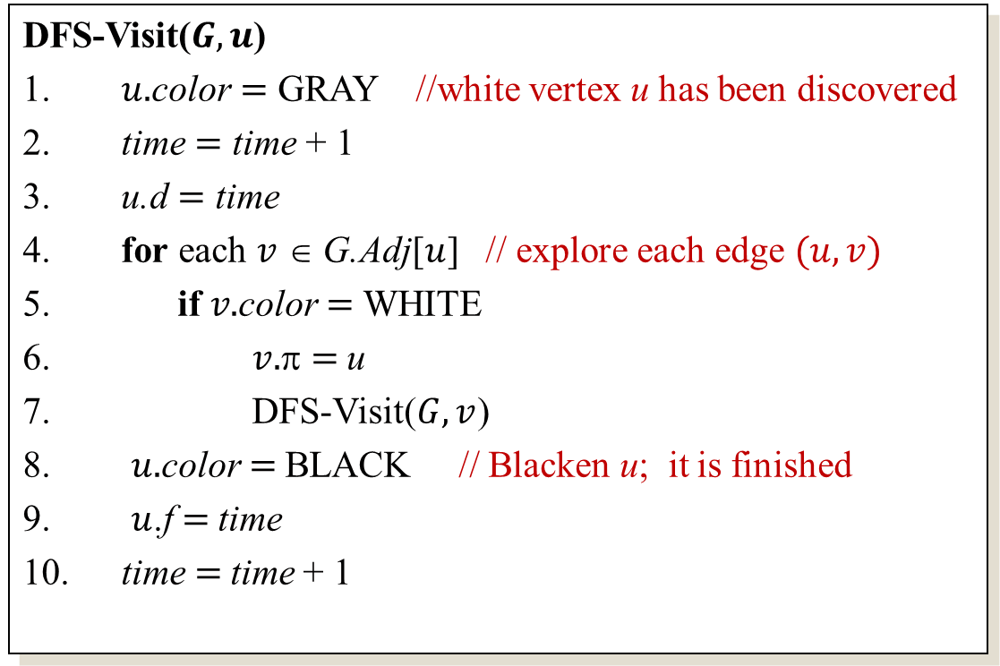 DFS-Visit(G, u)
1. u.color = GRAY //white vertex u has been discovered
2. time = time + 1
3. u.d = time
4. for each v ∈ G.Adj[u] // explore each edge (u, v)
5. if v.color = WHITE
6. v.π = u
7. DFS-Visit(G, v)
8. u.color = BLACK // Blacken u; it is finished
9. u.f = time
10. time = time + 1